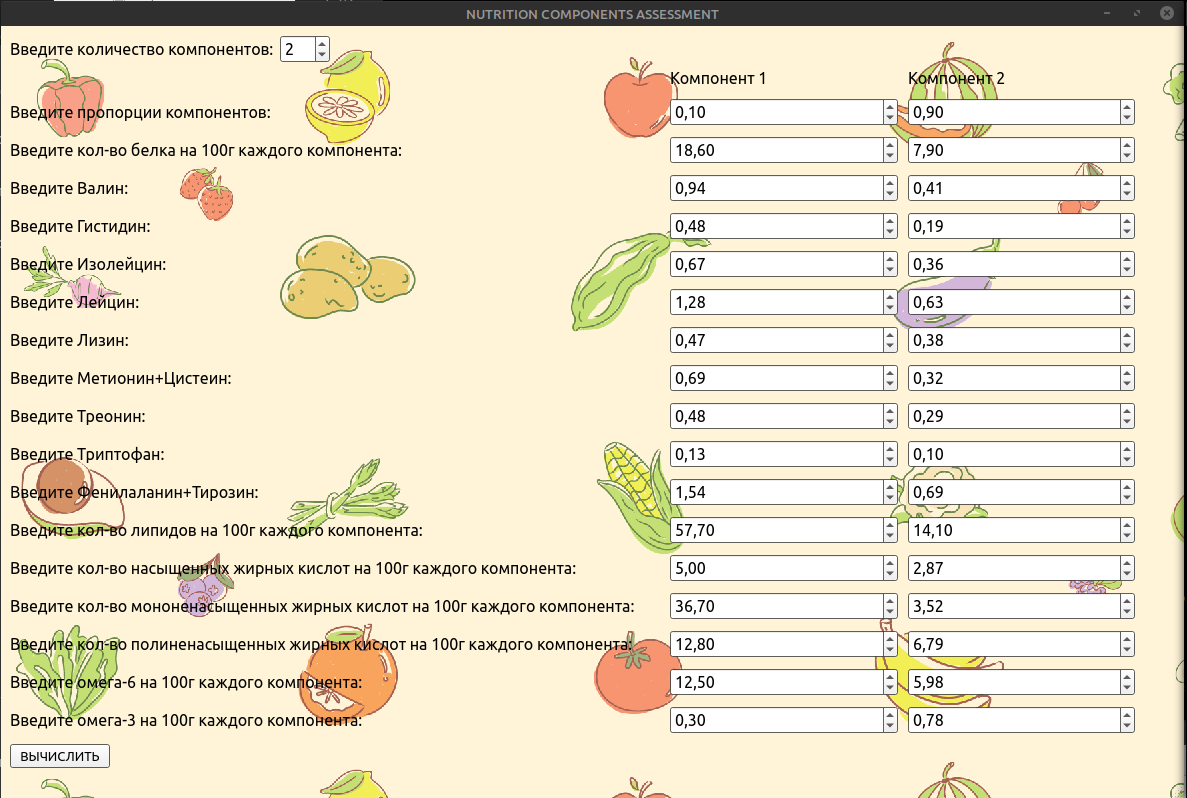 NUTRITION COMPONENTS ASSESSMENT
Введите количество компонентов: 2
Компонент 1 Компонент 2
Введите пропорции компонентов: 0,10 0,90
Введите кол-во белка на 100г каждого компонента: 18,60 7,90
Введите Валин: 0,94 0,41
Введите Гистидин: 0,48 0,19
Введите Изолейцин: 0,67 0,36
Введите Лейцин: 1,28 0,63
Введите Лизин: 0,47 0,38
Введите Метионин+Цистеин: 0,69 0,32
Введите Треонин: 0,48 0,29
Введите Триптофан: 0,13 0,10
Введите Фенилаланин+Тирозин: 1,54 0,69
Введите кол-во липидов на 100г каждого компонента: 57,70 14,10
Введите кол-во насыщенных жирных кислот на 100г каждого компонента: 5,00 2,87
Введите кол-во мононенасыщенных жирных кислот на 100г каждого компонента: 36,70 3,52
Введите кол-во полиненасыщенных жирных кислот на 100г каждого компонента: 12,80 6,79
Введите омега-6 на 100г каждого компонента: 12,50 5,98
Введите омега-3 на 100г каждого компонента: 0,30 0,78
ВЫЧИСЛИТЬ